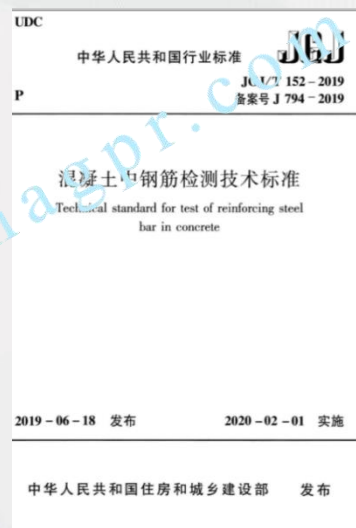 UDC
中华人民共和国行业标准
JGJ
JGJ/T 152-2019
P
备案号 J 794-2019
混凝土中钢筋检测技术标准
Technical standard for test of reinforcing steel
bar in concrete
2019-06-18 发布
2020-02-01 实施
中华人民共和国住房和城乡建设部 发布
nagpr.com